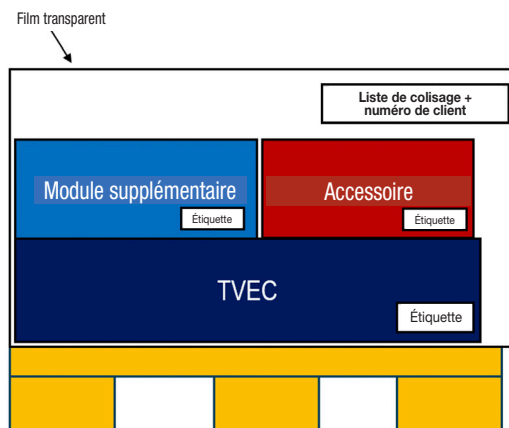 Film transparent
Liste de colisage +
numéro de client
Module supplémentaire
Accessoire
Étiquette
Étiquette
TVEC
Étiquette